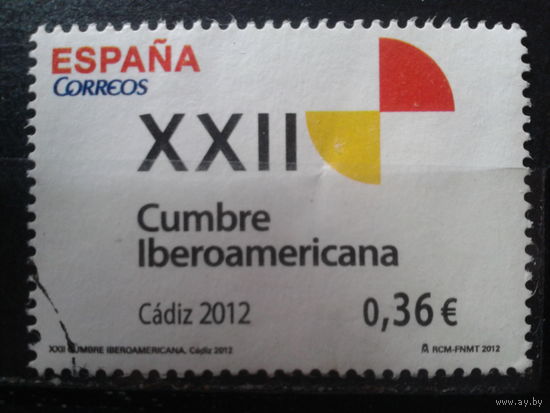 ESPAÑA
CORREOS
XXII
Cumbre
Iberoamericana
Cádiz 2012
0,36 €
XXII CUMBRE IBEROAMERICANA. Cádiz 2012
RCM-FNMT 2012
www.ay.by